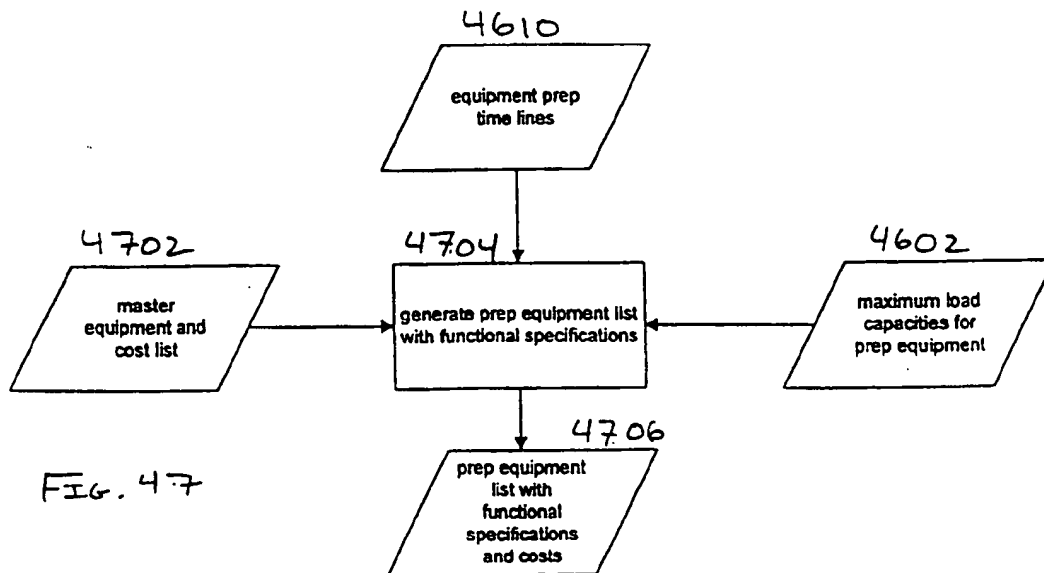 4610
equipment prep
time lines
4702
master
equipment and
cost list
4704
generate prep equipment list
with functional specifications
4602
maximum load
capacities for
prep equipment
4706
prep equipment
list with
functional
specifications
and costs
FIG. 47